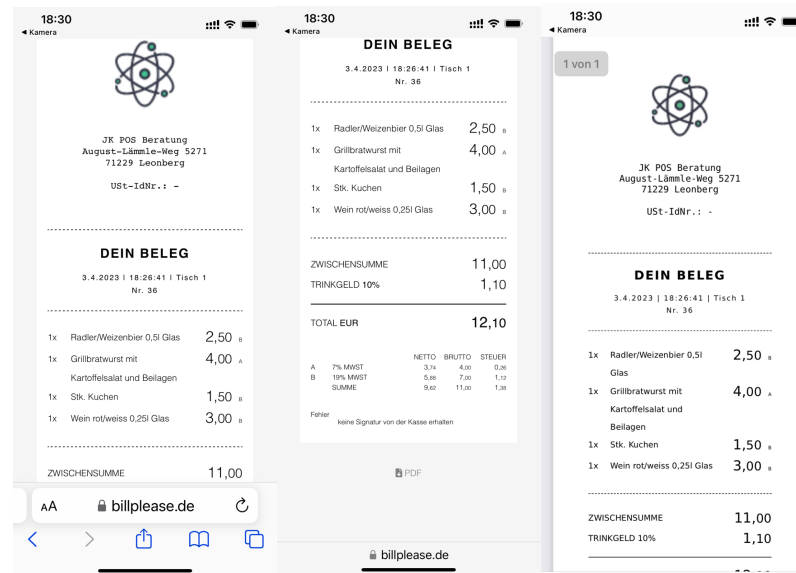 18:30
◀ Kamera
JK POS Beratung
August-Lämmle-Weg 5271
71229 Leonberg
USt-IdNr.: -
DEIN BELEG
3.4.2023 | 18:26:41 | Tisch 1
Nr. 36
1x Radler/Weizenbier 0,5l Glas 2,50 B
1x Grillbratwurst mit 4,00 A
Kartoffelsalat und Beilagen
1x Stk. Kuchen 1,50 B
1x Wein rot/weiss 0,25l Glas 3,00 B
ZWISCHENSUMME 11,00
AA billplease.de
18:30
◀ Kamera
DEIN BELEG
3.4.2023 | 18:26:41 | Tisch 1
Nr. 36
1x Radler/Weizenbier 0,5l Glas 2,50 B
1x Grillbratwurst mit 4,00 A
Kartoffelsalat und Beilagen
1x Stk. Kuchen 1,50 B
1x Wein rot/weiss 0,25l Glas 3,00 B
ZWISCHENSUMME 11,00
TRINKGELD 10% 1,10
TOTAL EUR 12,10
NETTO BRUTTO STEUER
A 7% MWST 3,74 4,00 0,26
B 19% MWST 5,88 7,00 1,12
SUMME 9,62 11,00 1,38
Fehler
keine Signatur von der Kasse erhalten
PDF
billplease.de
18:30
◀ Kamera
1 von 1
JK POS Beratung
August-Lämmle-Weg 5271
71229 Leonberg
USt-IdNr.: -
DEIN BELEG
3.4.2023 | 18:26:41 | Tisch 1
Nr. 36
1x Radler/Weizenbier 0,5l 2,50 B
Glas
1x Grillbratwurst mit 4,00 A
Kartoffelsalat und
Beilagen
1x Stk. Kuchen 1,50 B
1x Wein rot/weiss 0,25l Glas 3,00 B
ZWISCHENSUMME 11,00
TRINKGELD 10% 1,10